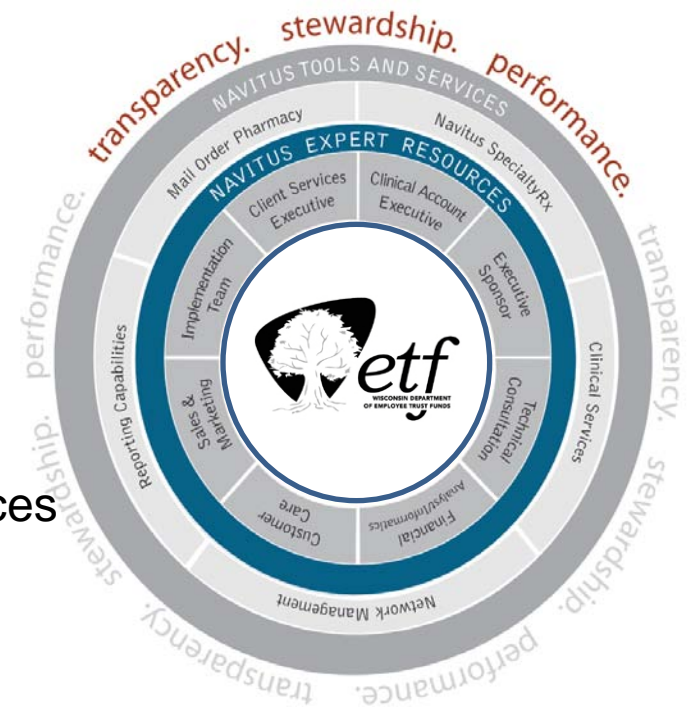 transparency. stewardship. performance.
transparency. stewardship. performance. transparency. stewardship. performance.
NAVITUS TOOLS AND SERVICES
Mail Order Pharmacy
Navitus SpecialtyRx
Clinical Services
Network Management
Reporting Capabilities
NAVITUS EXPERT RESOURCES
Client Services
Executive
Clinical Account
Executive
Executive
Sponsor
Technical
Consultation
Financial
Analyst/Informatics
Customer
Care
Sales &
Marketing
Implementation
Team
etf
WISCONSIN DEPARTMENT
OF EMPLOYEE TRUST FUNDS
ces